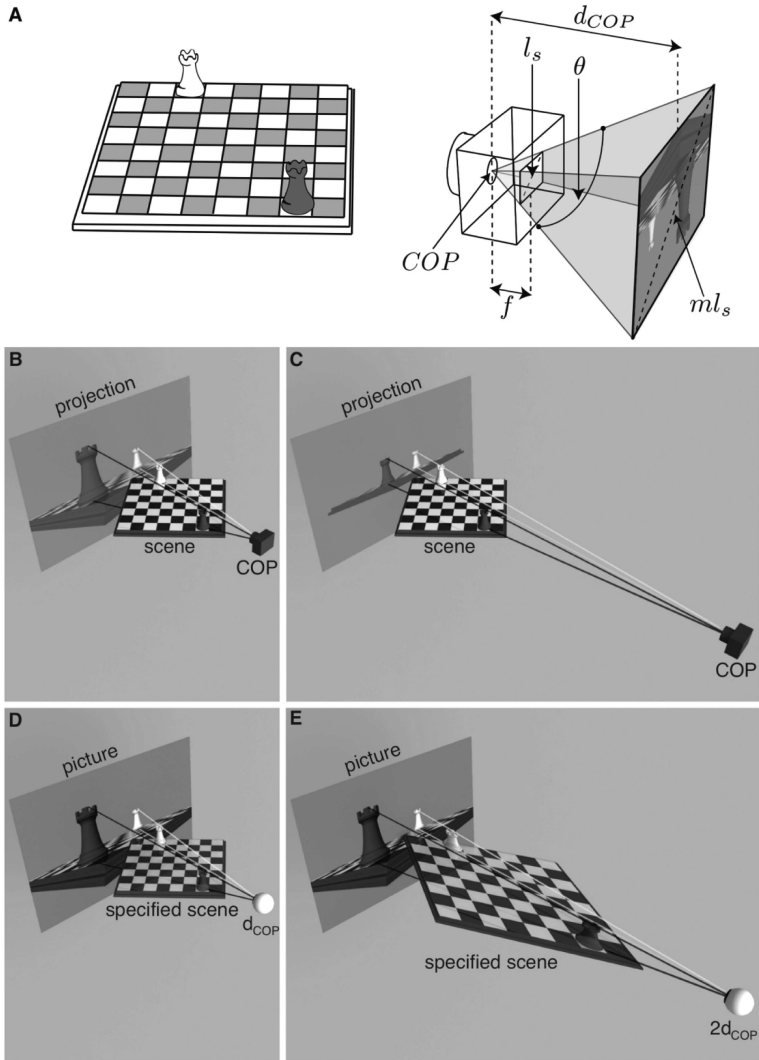 A
d_COP
l_s
θ
COP
f
ml_s
B
projection
scene
COP
C
projection
scene
COP
D
picture
specified scene
d_COP
E
picture
specified scene
2d_COP